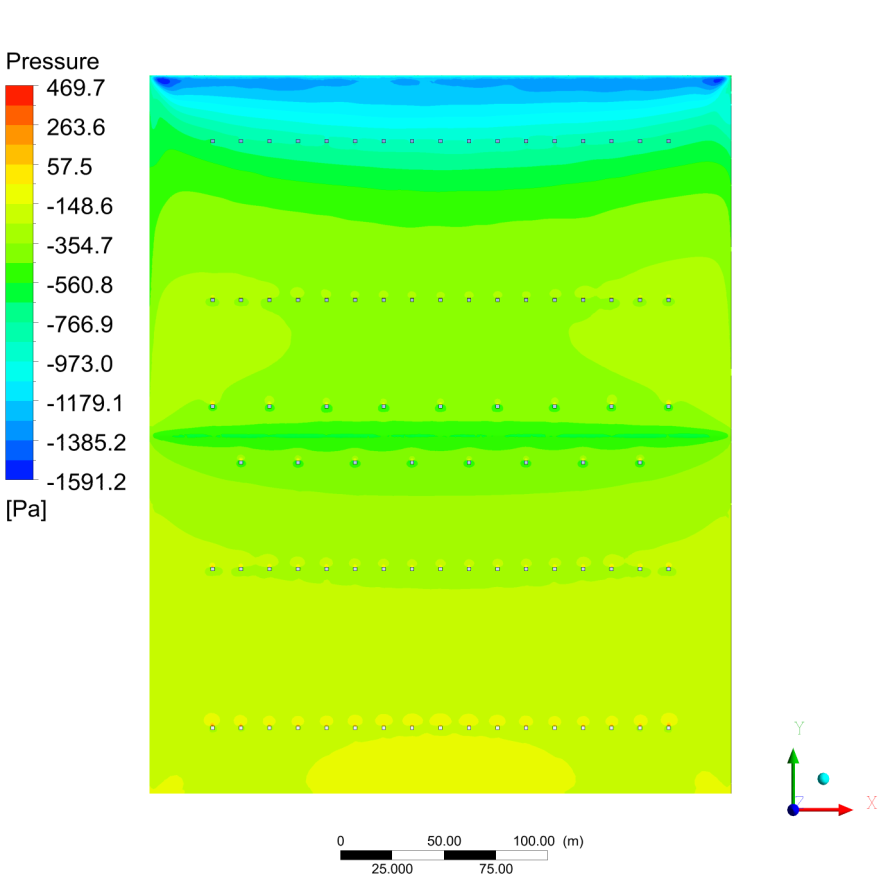 Pressure
469.7
263.6
57.5
-148.6
-354.7
-560.8
-766.9
-973.0
-1179.1
-1385.2
-1591.2
[Pa]
Y
Z
X
0 50.00 100.00 (m)
25.000 75.00